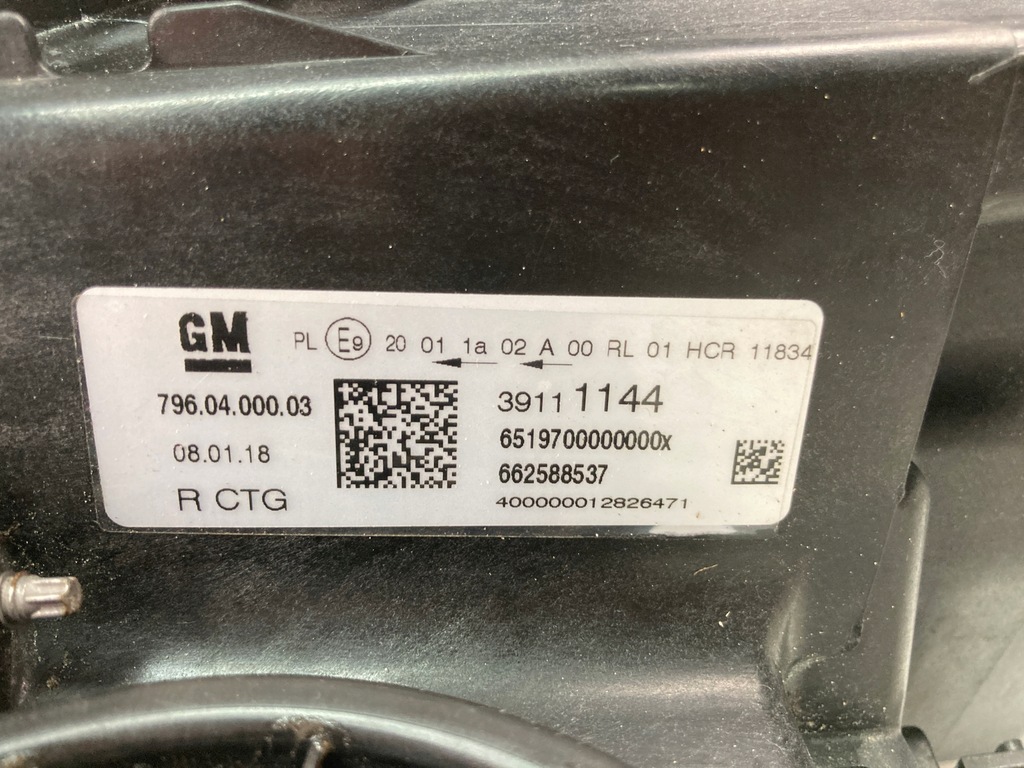 GM
PL E9 20 01 1a 02 A 00 RL 01 HCR 11834
796.04.000.03
39111144
08.01.18
6519700000000x
662588537
R CTG
400000012826471